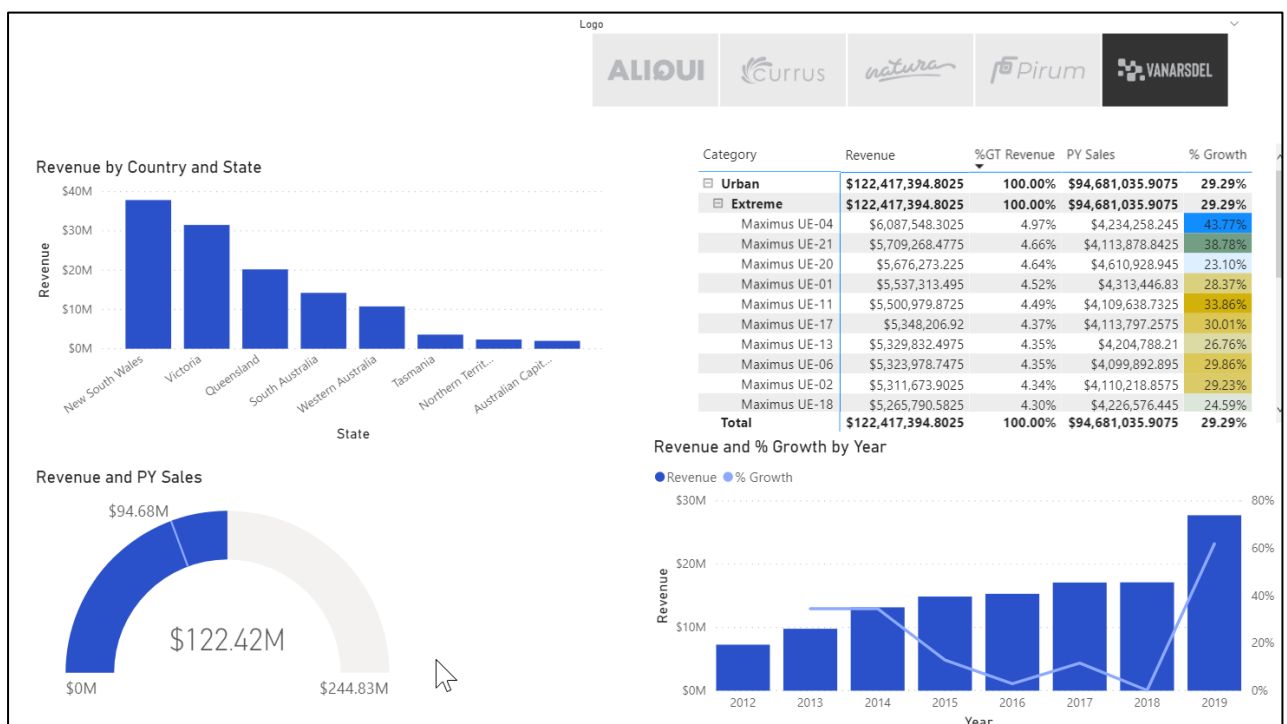 Logo
ALIQUI
Currus
natura
Pirum
VANARSDEL
Revenue by Country and State
$40M
$30M
$20M
$10M
$0M
Revenue
New South Wales
Victoria
Queensland
South Australia
Western Australia
Tasmania
Northern Territ...
Australian Capit...
State
Category Revenue %GT Revenue PY Sales % Growth
Urban $122,417,394.8025 100.00% $94,681,035.9075 29.29%
Extreme $122,417,394.8025 100.00% $94,681,035.9075 29.29%
Maximus UE-04 $6,087,548.3025 4.97% $4,234,258.245 43.77%
Maximus UE-21 $5,709,268.4775 4.66% $4,113,878.8425 38.78%
Maximus UE-20 $5,676,273.225 4.64% $4,610,928.945 23.10%
Maximus UE-01 $5,537,313.495 4.52% $4,313,446.83 28.37%
Maximus UE-11 $5,500,979.8725 4.49% $4,109,638.7325 33.86%
Maximus UE-17 $5,348,206.92 4.37% $4,113,797.2575 30.01%
Maximus UE-13 $5,329,832.4975 4.35% $4,204,788.21 26.76%
Maximus UE-06 $5,323,978.7475 4.35% $4,099,892.895 29.86%
Maximus UE-02 $5,311,673.9025 4.34% $4,110,218.8575 29.23%
Maximus UE-18 $5,265,790.5825 4.30% $4,226,576.445 24.59%
Total $122,417,394.8025 100.00% $94,681,035.9075 29.29%
Revenue and PY Sales
$94.68M
$122.42M
$0M
$244.83M
Revenue and % Growth by Year
Revenue % Growth
$30M
$20M
$10M
$0M
Revenue
80%
60%
40%
20%
0%
2012 2013 2014 2015 2016 2017 2018 2019
Year